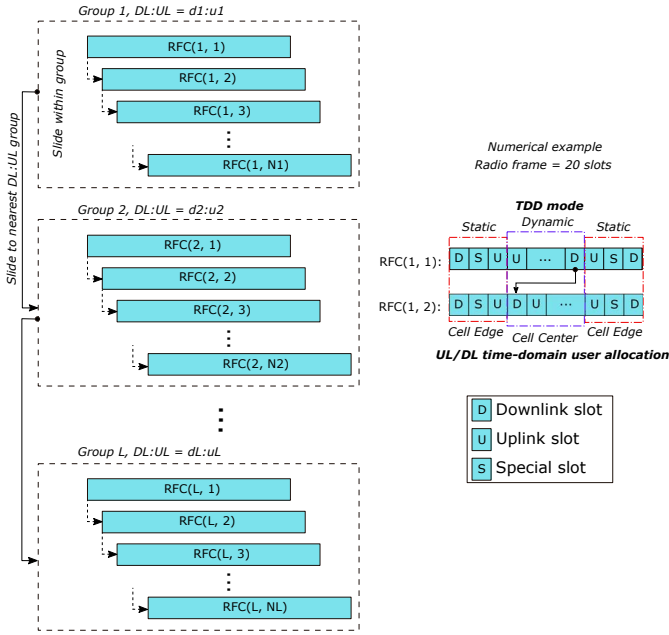 Group 1, DL:UL = d1:u1
Slide within group
RFC(1, 1)
RFC(1, 2)
RFC(1, 3)
...
RFC(1, N1)
Slide to nearest DL:UL group
Group 2, DL:UL = d2:u2
RFC(2, 1)
RFC(2, 2)
RFC(2, 3)
...
RFC(2, N2)
...
Group L, DL:UL = dL:uL
RFC(L, 1)
RFC(L, 2)
RFC(L, 3)
...
RFC(L, NL)
Numerical example
Radio frame = 20 slots
TDD mode
Static Dynamic Static
RFC(1, 1): D S U U ... D U S D
RFC(1, 2): D S U D U ... U S D
Cell Edge Cell Center Cell Edge
UL/DL time-domain user allocation
D Downlink slot
U Uplink slot
S Special slot